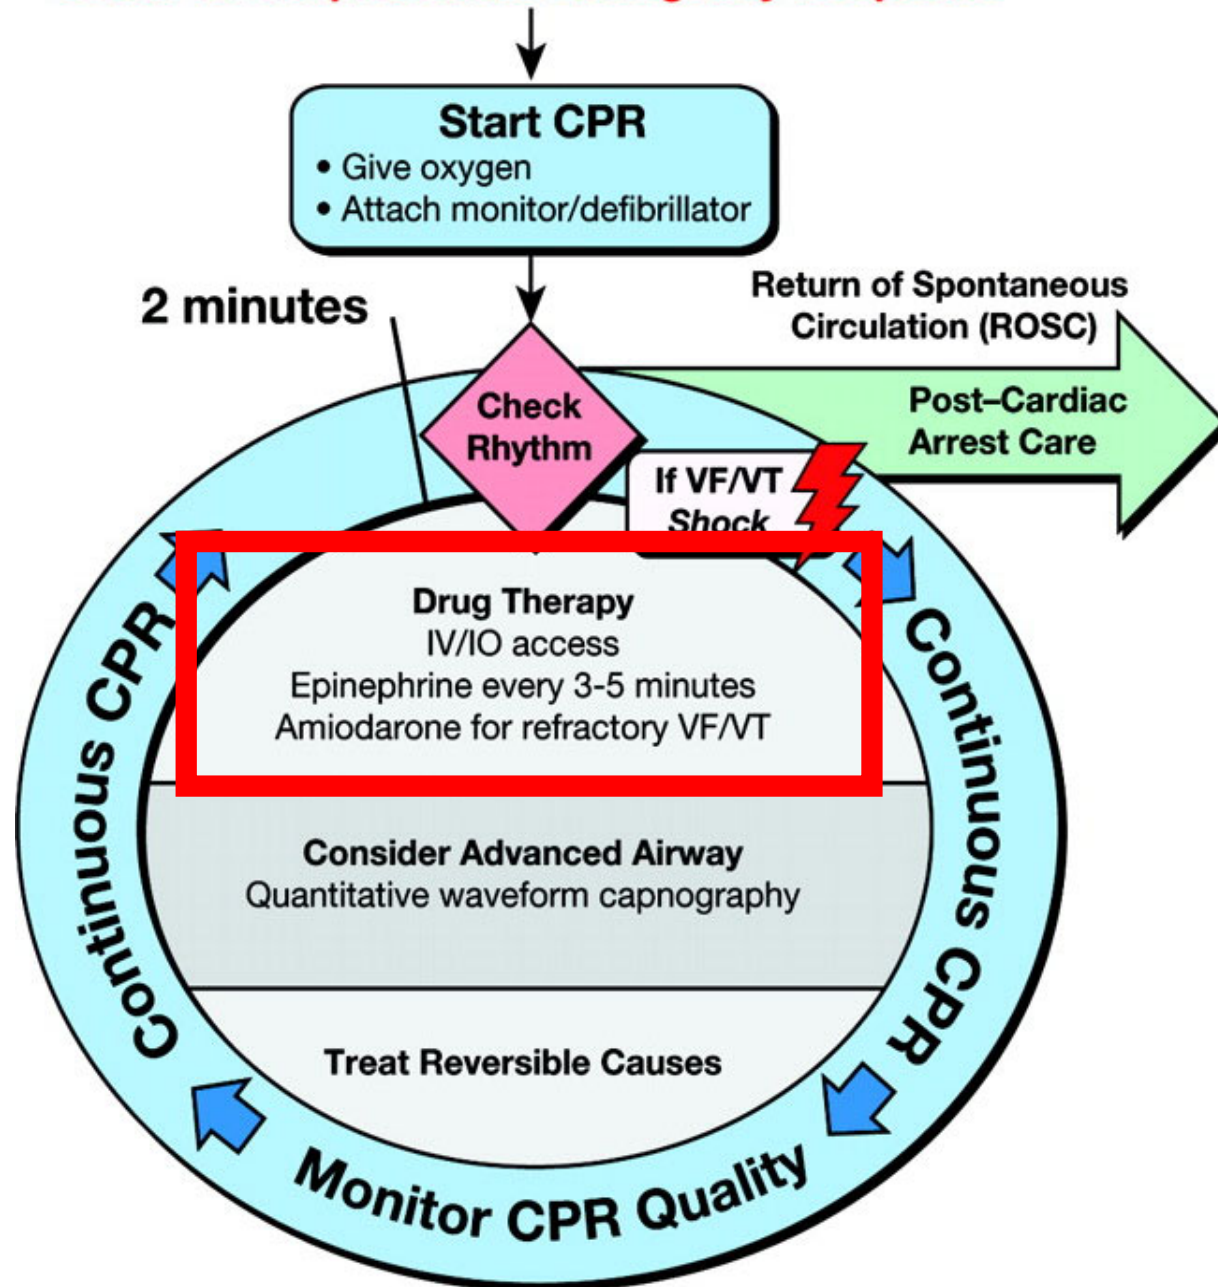 Start CPR
• Give oxygen
• Attach monitor/defibrillator
2 minutes
Return of Spontaneous
Circulation (ROSC)
Check
Rhythm
Post–Cardiac
Arrest Care
If VF/VT
Shock
Drug Therapy
IV/IO access
Epinephrine every 3-5 minutes
Amiodarone for refractory VF/VT
Consider Advanced Airway
Quantitative waveform capnography
Treat Reversible Causes
Continuous CPR
Continuous CPR
Monitor CPR Quality